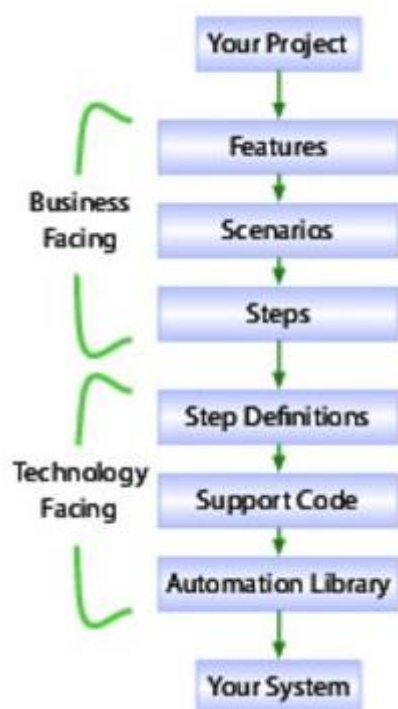 Your Project
Features
Business
Facing
Scenarios
Steps
Step Definitions
Technology
Facing
Support Code
Automation Library
Your System